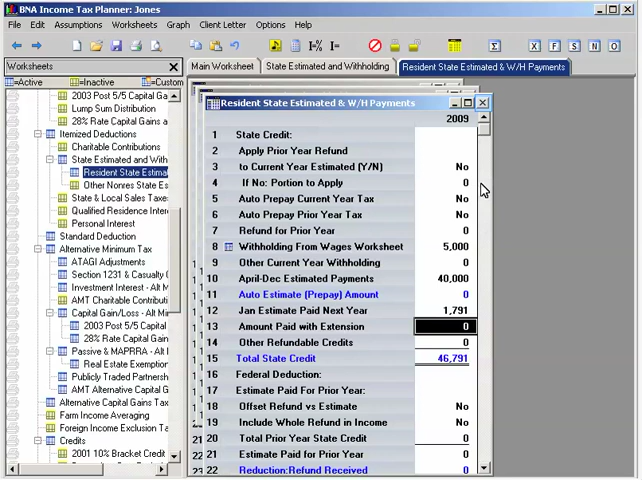 BNA Income Tax Planner: Jones
File Edit Assumptions Worksheets Graph Client Letter Options Help
I% I=
Σ X F S N O
Worksheets
=Active =Inactive =Custom
Main Worksheet State Estimated and Withholding Resident State Estimated & W/H Payments
2003 Post 5/5 Capital Ga
Lump Sum Distribution
28% Rate Capital Gains a
Itemized Deductions
Charitable Contributions
State Estimated and With
Resident State Estima
Other Nonres State Es
State & Local Sales Taxes
Qualified Residence Inter
Personal Interest
Standard Deduction
Alternative Minimum Tax
ATAGI Adjustments
Section 1231 & Casualty (
Investment Interest - Alt M
AMT Charitable Contributi
Capital Gain/Loss - Alt Mi
2003 Post 5/5 Capital
28% Rate Capital Gain
Passive & MAPRRA - Alt
Real Estate Exemption
Publicly Traded Partnersh
AMT Alternative Capital G
Alternative Capital Gains Tax
Farm Income Averaging
Foreign Income Exclusion Ta
Credits
2001 10% Bracket Credit
Resident State Estimated & W/H Payments
2009
1 State Credit:
2 Apply Prior Year Refund
3 to Current Year Estimated (Y/N) No
4 If No: Portion to Apply 0
5 Auto Prepay Current Year Tax No
6 Auto Prepay Prior Year Tax No
7 Refund for Prior Year 0
8 Withholding From Wages Worksheet 5,000
9 Other Current Year Withholding 0
10 April-Dec Estimated Payments 40,000
11 Auto Estimate (Prepay) Amount 0
12 Jan Estimate Paid Next Year 1,791
13 Amount Paid with Extension 0
14 Other Refundable Credits 0
15 Total State Credit 46,791
16 Federal Deduction:
17 Estimate Paid For Prior Year:
18 Offset Refund vs Estimate No
19 Include Whole Refund in Income No
20 Total Prior Year State Credit 0
21 Estimate Paid for Prior Year 0
22 Reduction:Refund Received 0